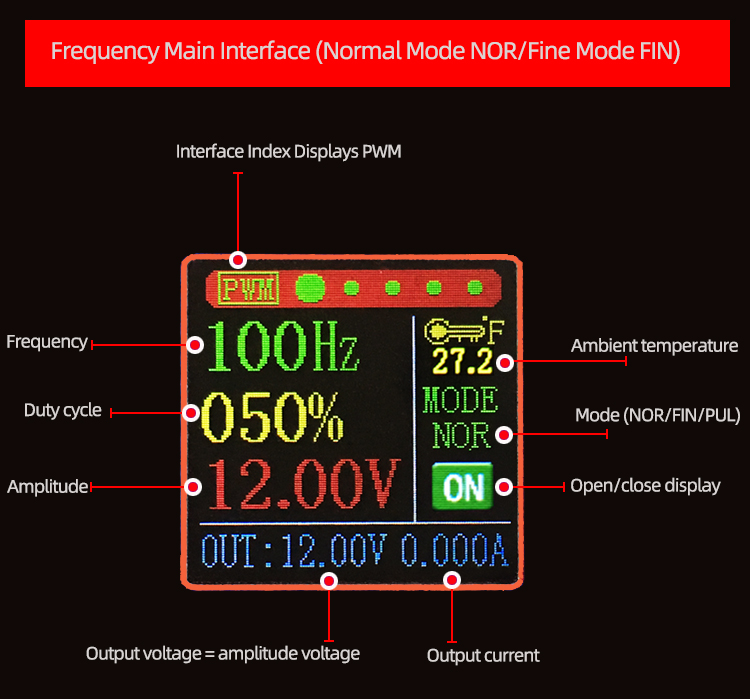 Frequency Main Interface (Normal Mode NOR/Fine Mode FIN)
Interface Index Displays PWM
PWM
Frequency
100Hz
°F
27.2
Ambient temperature
Duty cycle
050%
MODE
NOR
Mode (NOR/FIN/PUL)
Amplitude
12.00V
ON
Open/close display
OUT:12.00V 0.000A
Output voltage = amplitude voltage
Output current